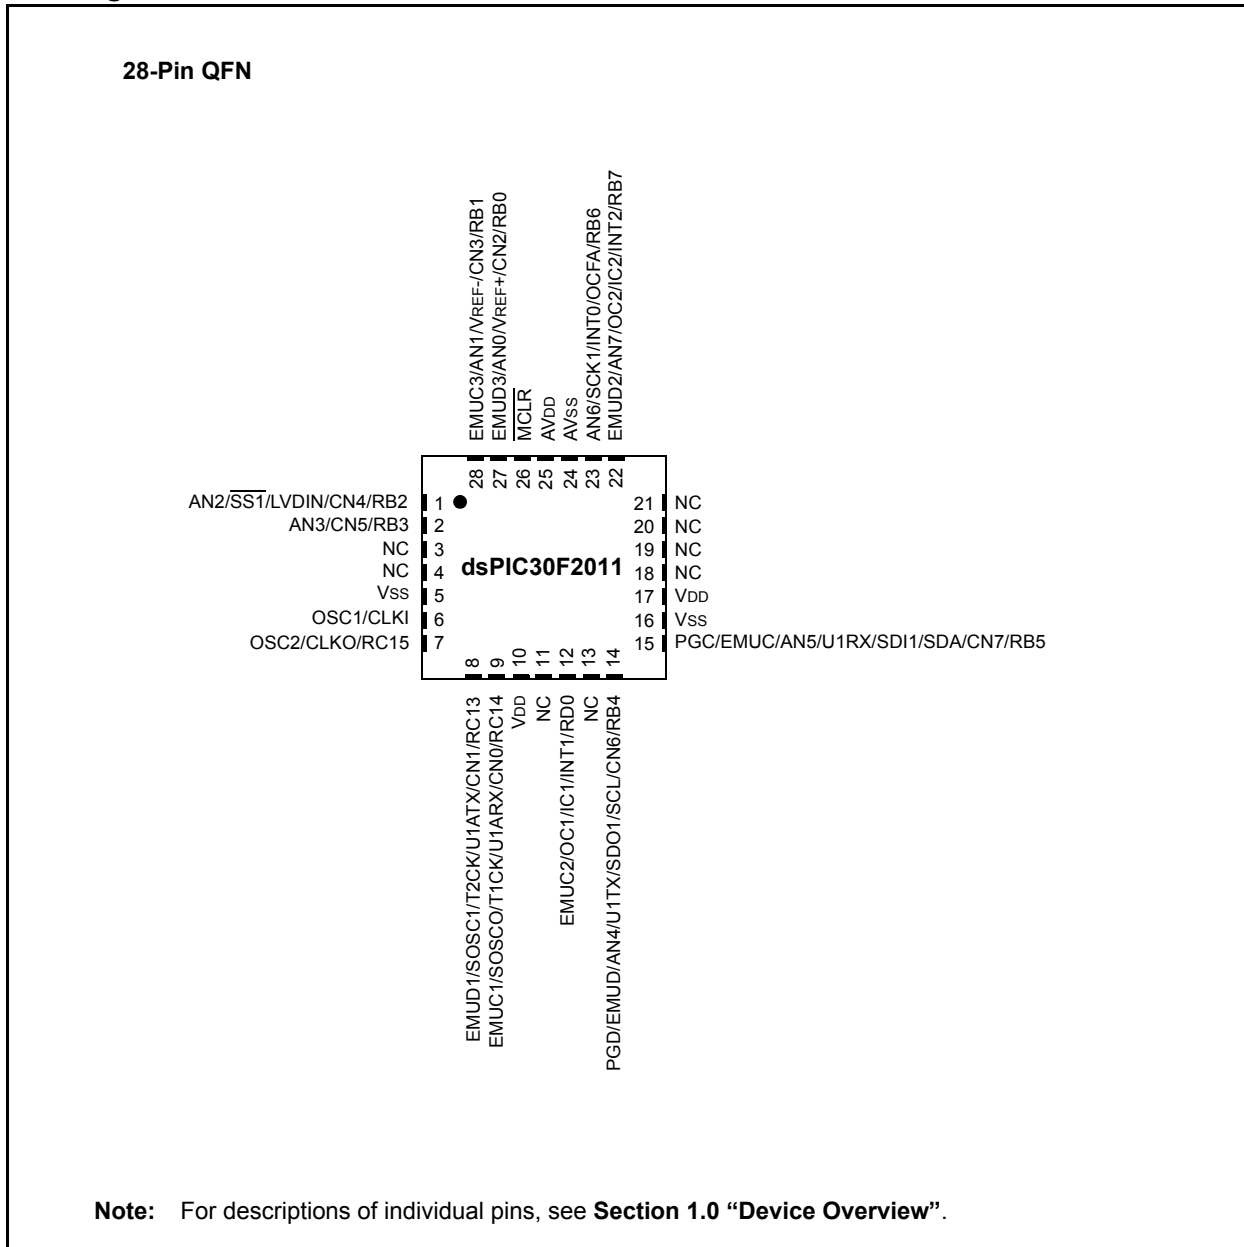 28-Pin QFN
EMUC3/AN1/VREF-/CN3/RB1
EMUD3/AN0/VREF+/CN2/RB0
MCLR
AVDD
AVSS
AN6/SCK1/INT0/OCFA/RB6
EMUD2/AN7/OC2/IC2/INT2/RB7
28 27 26 25 24 23 22
AN2/SS1/LVDIN/CN4/RB2 1
AN3/CN5/RB3 2
NC 3
NC 4
VSS 5
OSC1/CLKI 6
OSC2/CLKO/RC15 7
dsPIC30F2011
21 NC
20 NC
19 NC
18 NC
17 VDD
16 VSS
15 PGC/EMUC/AN5/U1RX/SDI1/SDA/CN7/RB5
8 9 10 11 12 13 14
EMUD1/SOSC1/T2CK/U1ATX/CN1/RC13
EMUC1/SOSCO/T1CK/U1ARX/CN0/RC14
VDD
NC
EMUC2/OC1/IC1/INT1/RD0
NC
PGD/EMUD/AN4/U1TX/SDO1/SCL/CN6/RB4
Note: For descriptions of individual pins, see Section 1.0 “Device Overview”.